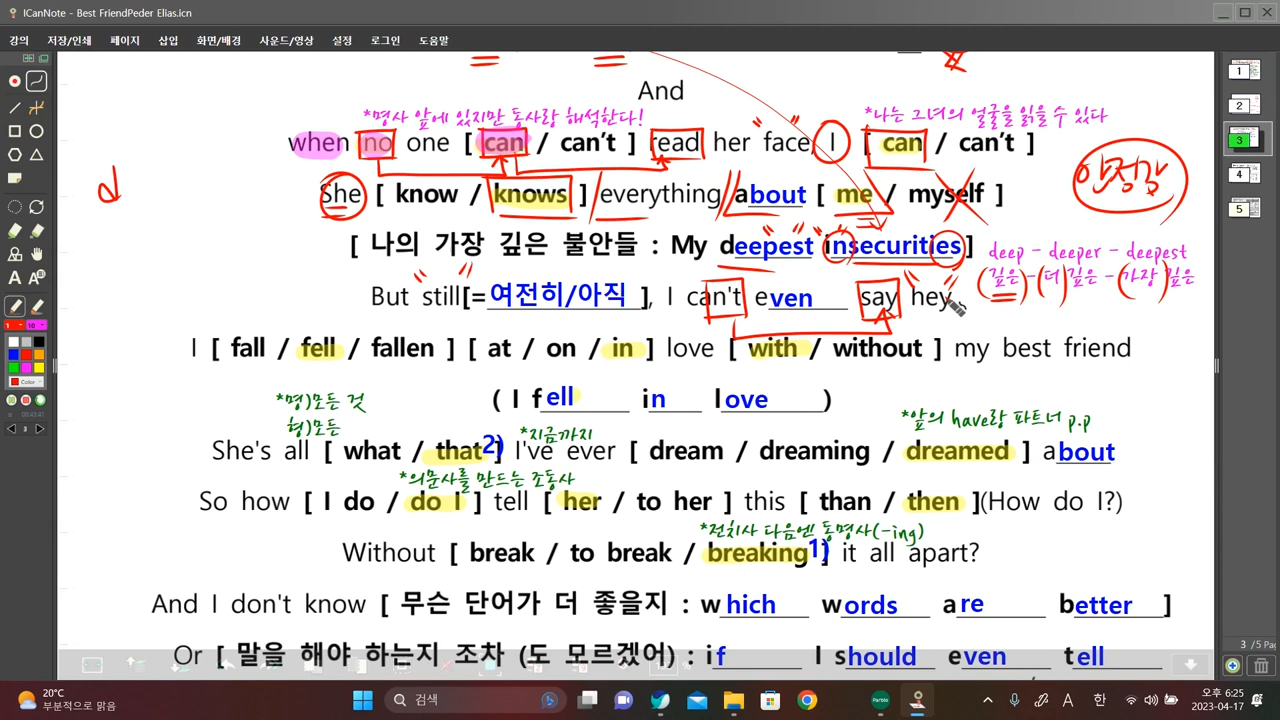 ICanNote - Best FriendPeder Elias.icn
강의 저장/인쇄 페이지 삽입 화면/배경 사운드/영상 설정 로그인 도움말
And
*명사 앞에 있지만 동사랑 해석한다!
*나는 그녀의 얼굴을 읽을 수 있다
when no one [ can / can't ] read her face, I [ can / can't ]
안정감
d
She [ know / knows ] everything about [ me / myself ]
[ 나의 가장 깊은 불안들 : My deepest insecurities]
deep - deeper - deepest
(깊은) - (더) 깊은 - (가장) 깊은
But still[= 여전히/아직 ], I can't even say hey,
I [ fall / fell / fallen ] [ at / on / in ] love [ with / without ] my best friend
( I fell in love )
*명)모든 것
형)모든
*지금까지
*앞의 have랑 파트너 p.p
She's all [ what / that2) ] I've ever [ dream / dreaming / dreamed ] about
*의문사를 만드는 조동사
So how [ I do / do I ] tell [ her / to her ] this [ than / then ](How do I?)
*전치사 다음엔 동명사(-ing)
Without [ break / to break / breaking1) ] it all apart?
And I don't know [ 무슨 단어가 더 좋을지 : which words are better ]
Or [ 말을 해야 하는지 조차 (도 모르겠어) : if I should even tell
1
2
3
4
5
Color
00:43:41
3
3 /5 Pag
20°C
부분적으로 맑음
검색
Parblo
A 한
오후 6:25
2023-04-17